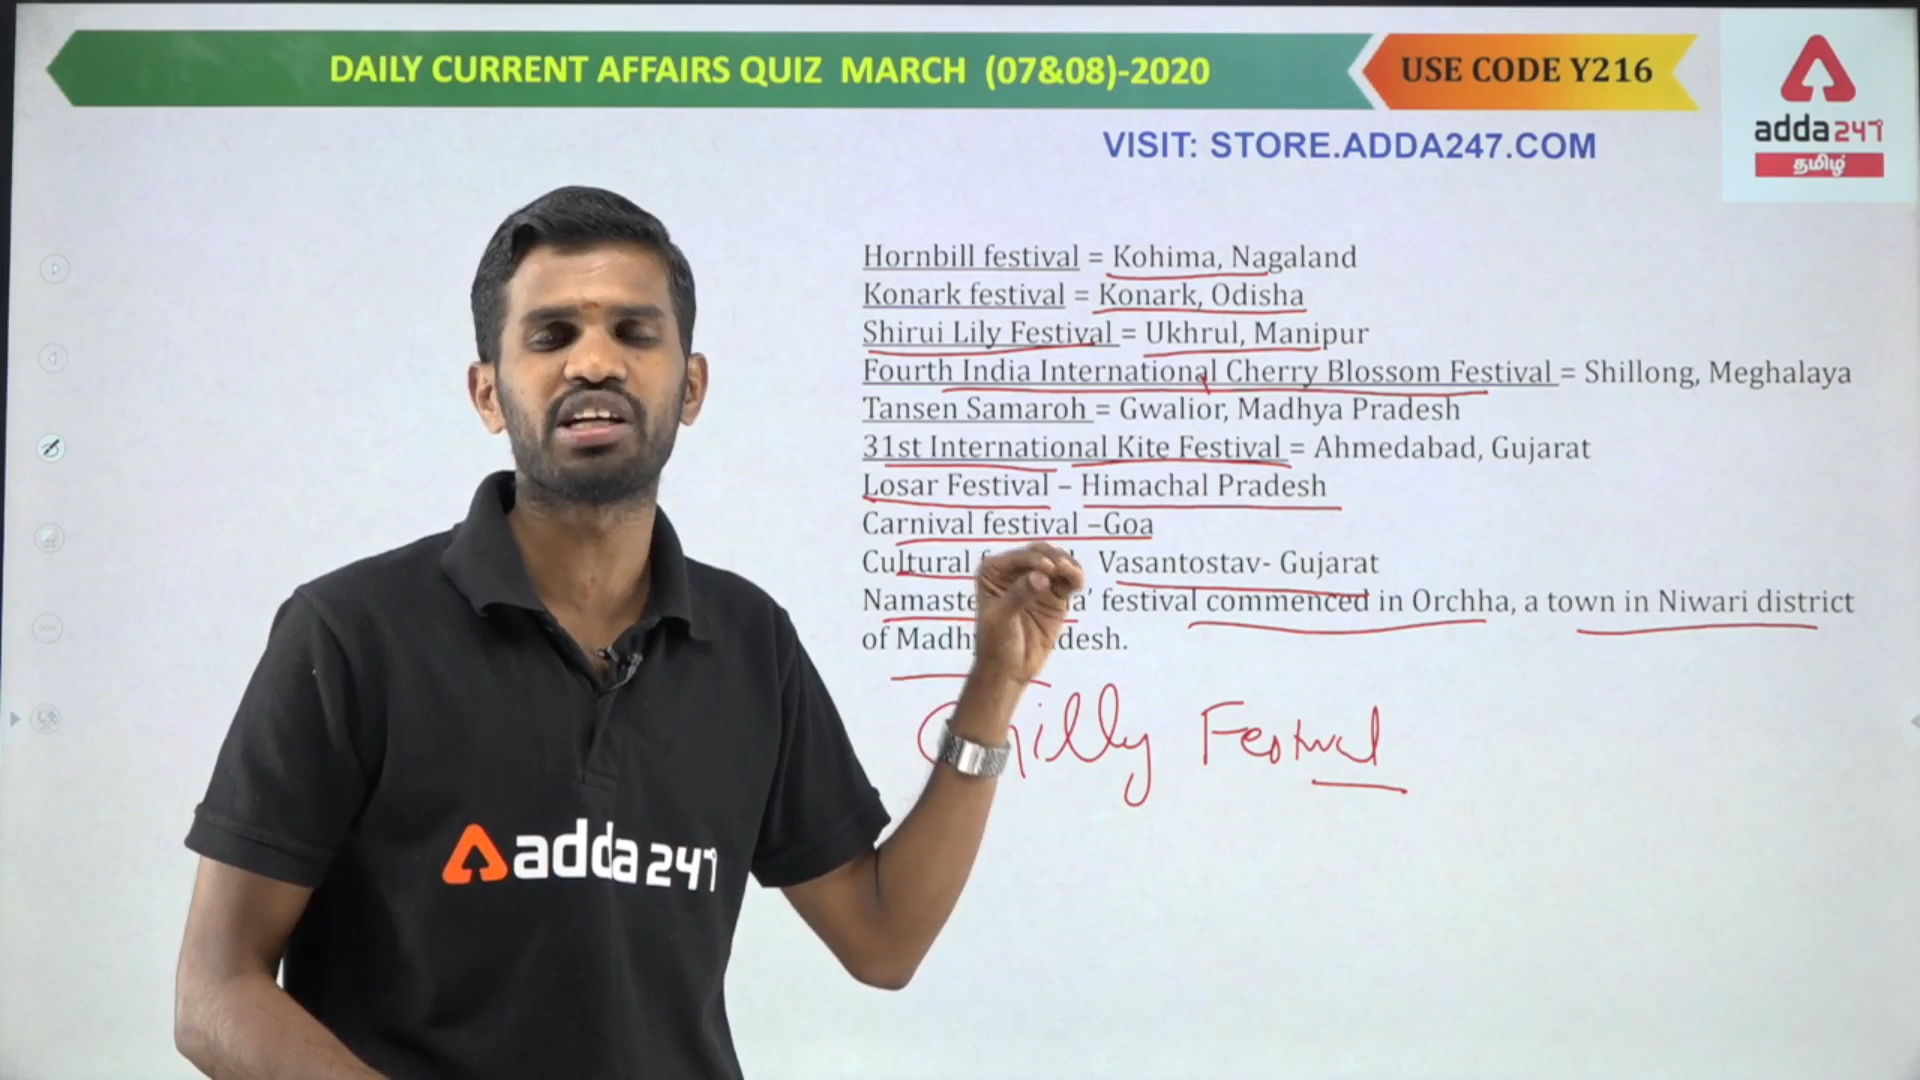 DAILY CURRENT AFFAIRS QUIZ MARCH (07&08)-2020
USE CODE Y216
adda247
தமிழ்
VISIT: STORE.ADDA247.COM
Hornbill festival = Kohima, Nagaland
Konark festival = Konark, Odisha
Shirui Lily Festival = Ukhrul, Manipur
Fourth India International Cherry Blossom Festival = Shillong, Meghalaya
Tansen Samaroh = Gwalior, Madhya Pradesh
31st International Kite Festival = Ahmedabad, Gujarat
Losar Festival – Himachal Pradesh
Carnival festival –Goa
Cultural Vasantostav- Gujarat
Namaste festival commenced in Orchha, a town in Niwari district
of
Festival
adda247